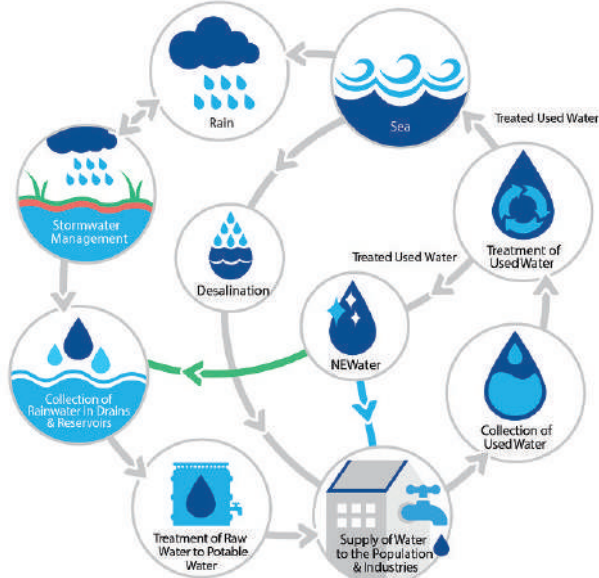 Rain
Sea
Treated Used Water
Stormwater
Management
Desalination
Treated Used Water
Treatment of
Used Water
NEWater
Collection of
Rainwater in Drains
& Reservoirs
Collection of
Used Water
Treatment of Raw
Water to Potable
Water
Supply of Water
to the Population
& Industries